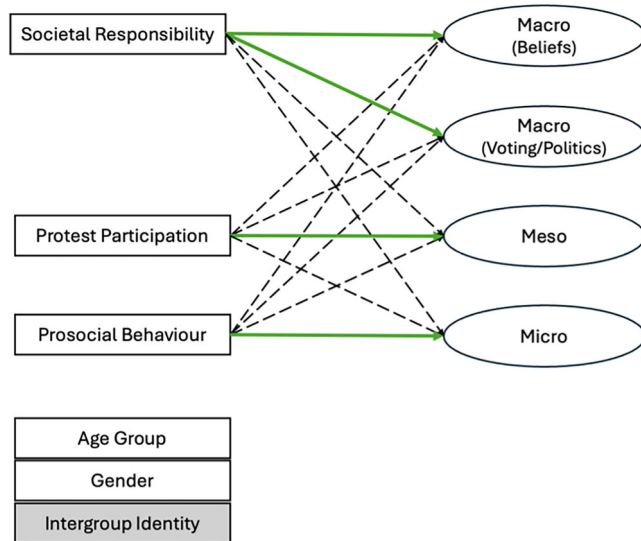 Societal Responsibility
Macro
(Beliefs)
Macro
(Voting/Politics)
Protest Participation
Meso
Prosocial Behaviour
Micro
Age Group
Gender
Intergroup Identity